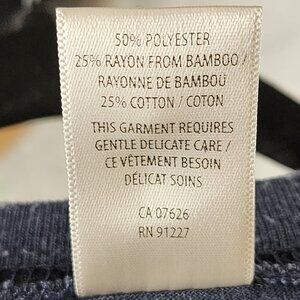 50% POLYESTER
25% RAYON FROM BAMBOO /
RAYONNE DE BAMBOU
25% COTTON / COTON
THIS GARMENT REQUIRES
GENTLE DELICATE CARE /
CE VÊTEMENT BESOIN
DÉLICAT SOINS
CA 07626
RN 91227